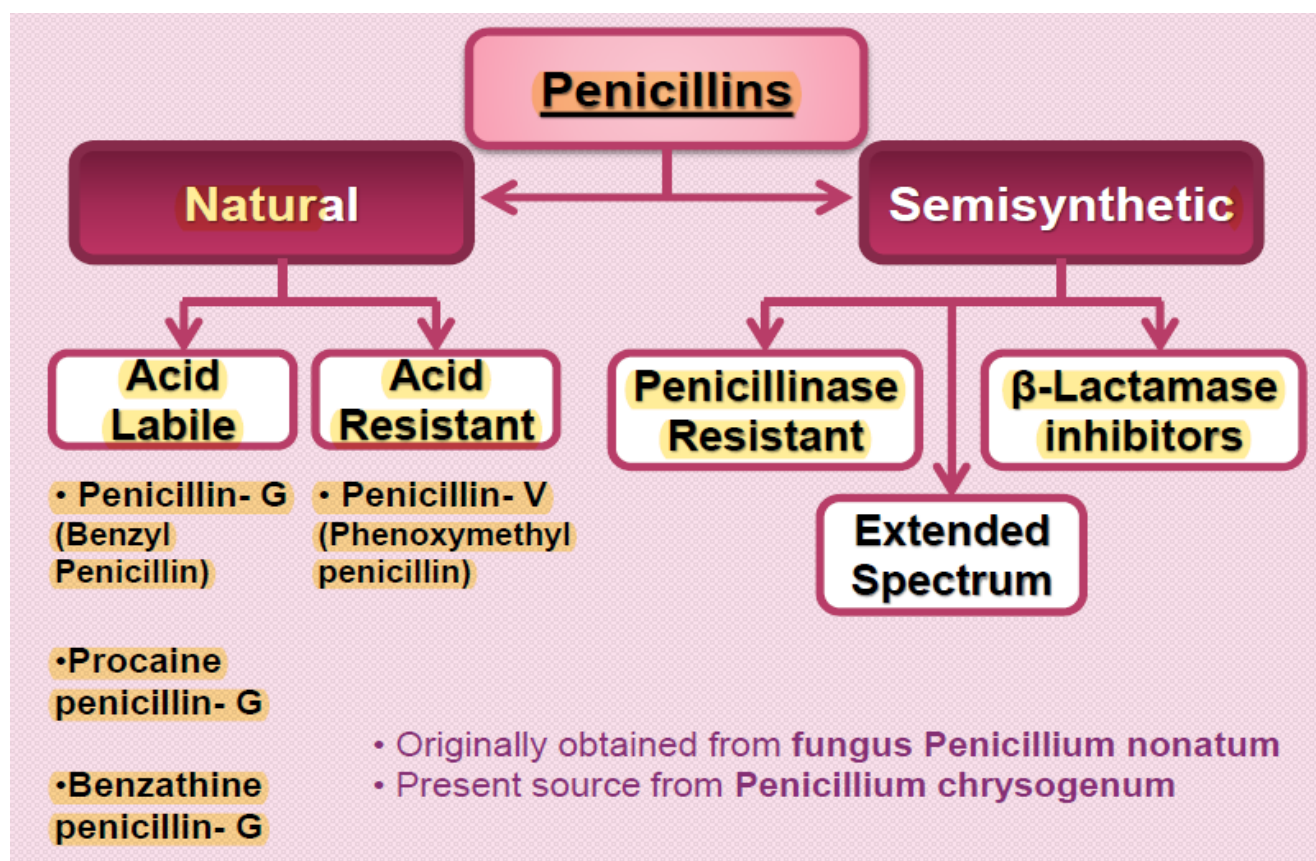 Penicillins
Natural
Semisynthetic
Acid
Labile
Acid
Resistant
Penicillinase
Resistant
β-Lactamase
inhibitors
Extended
Spectrum
• Penicillin- G
(Benzyl
Penicillin)
• Penicillin- V
(Phenoxymethyl
penicillin)
•Procaine
penicillin- G
•Benzathine
penicillin- G
• Originally obtained from fungus Penicillium nonatum
• Present source from Penicillium chrysogenum